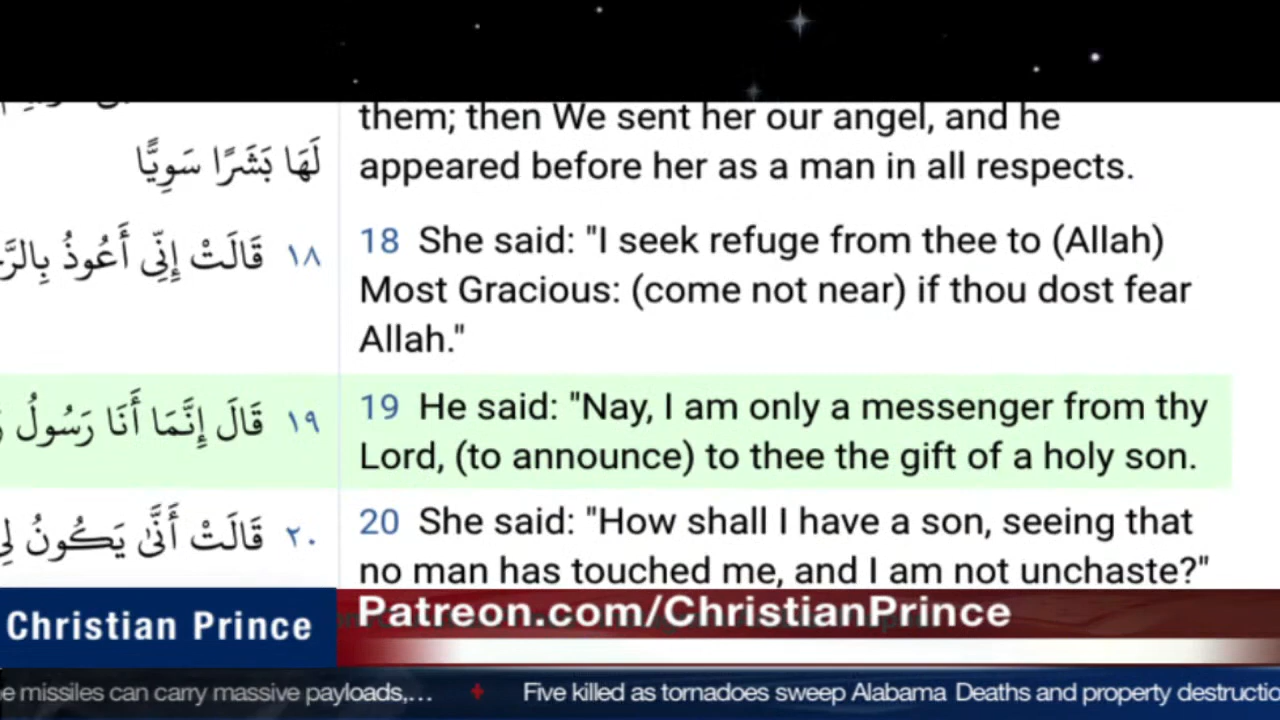 them; then We sent her our angel, and he
لَهَا بَشَرًا سَوِيًّا
appeared before her as a man in all respects.
١٨ قَالَتْ إِنِّى أَعُوذُ
18 She said: "I seek refuge from thee to (Allah)
Most Gracious: (come not near) if thou dost fear
Allah."
١٩ قَالَ إِنَّمَا أَنَا رَسُولُ
19 He said: "Nay, I am only a messenger from thy
Lord, (to announce) to thee the gift of a holy son.
٢٠ قَالَتْ أَنَّىٰ يَكُونُ
20 She said: "How shall I have a son, seeing that
no man has touched me, and I am not unchaste?"
Christian Prince
Patreon.com/ChristianPrince
missiles can carry massive payloads,... Five killed as tornadoes sweep Alabama Deaths and property